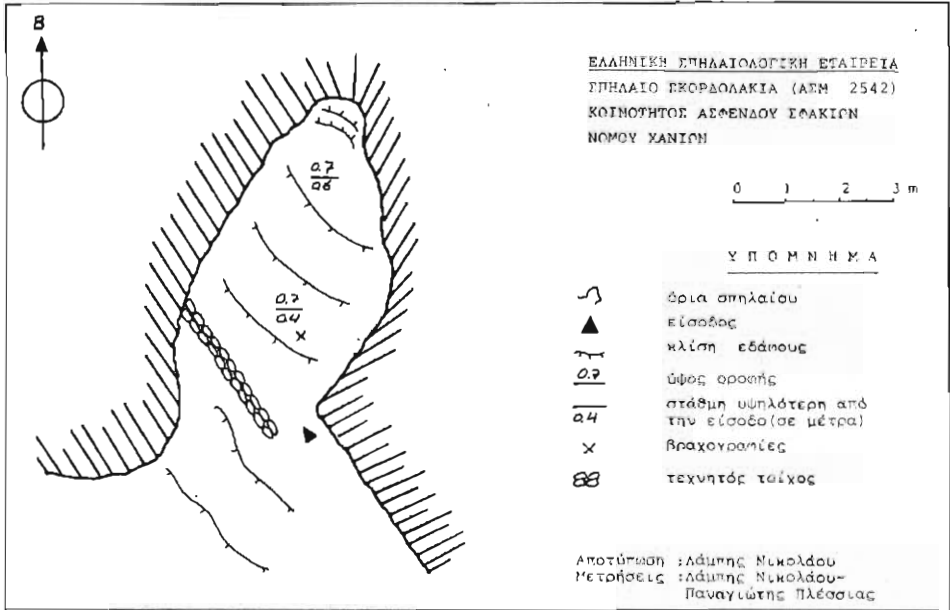 Β
ΕΛΛΗΝΙΚΗ ΣΠΗΛΑΙΟΛΟΓΙΚΗ ΕΤΑΙΡΕΙΑ
ΣΠΗΛΑΙΟ ΣΚΟΡΔΟΛΑΚΙΑ (ΑΣΜ 2542)
ΚΟΙΝΟΤΗΤΟΣ ΑΣΦΕΝΔΟΥ ΣΦΑΚΙΩΝ
ΝΟΜΟΥ ΧΑΝΙΩΝ
0 1 2 3 m
0.7
0.6
0.7
0.4
Υ Π Ο Μ Ν Η Μ Α
όρια σπηλαίου
είσοδος
κλίση εδάφους
0.7 ύψος οροφής
στάθμη υψηλότερη από
0.4 την είσοδο(σε μέτρα)
βραχογραφίες
τεχνητός τοίχος
Αποτύπωση :Λάμπης Νικολάου
Μετρήσεις :Λάμπης Νικολάου-
Παναγιώτης Πλέσσιας